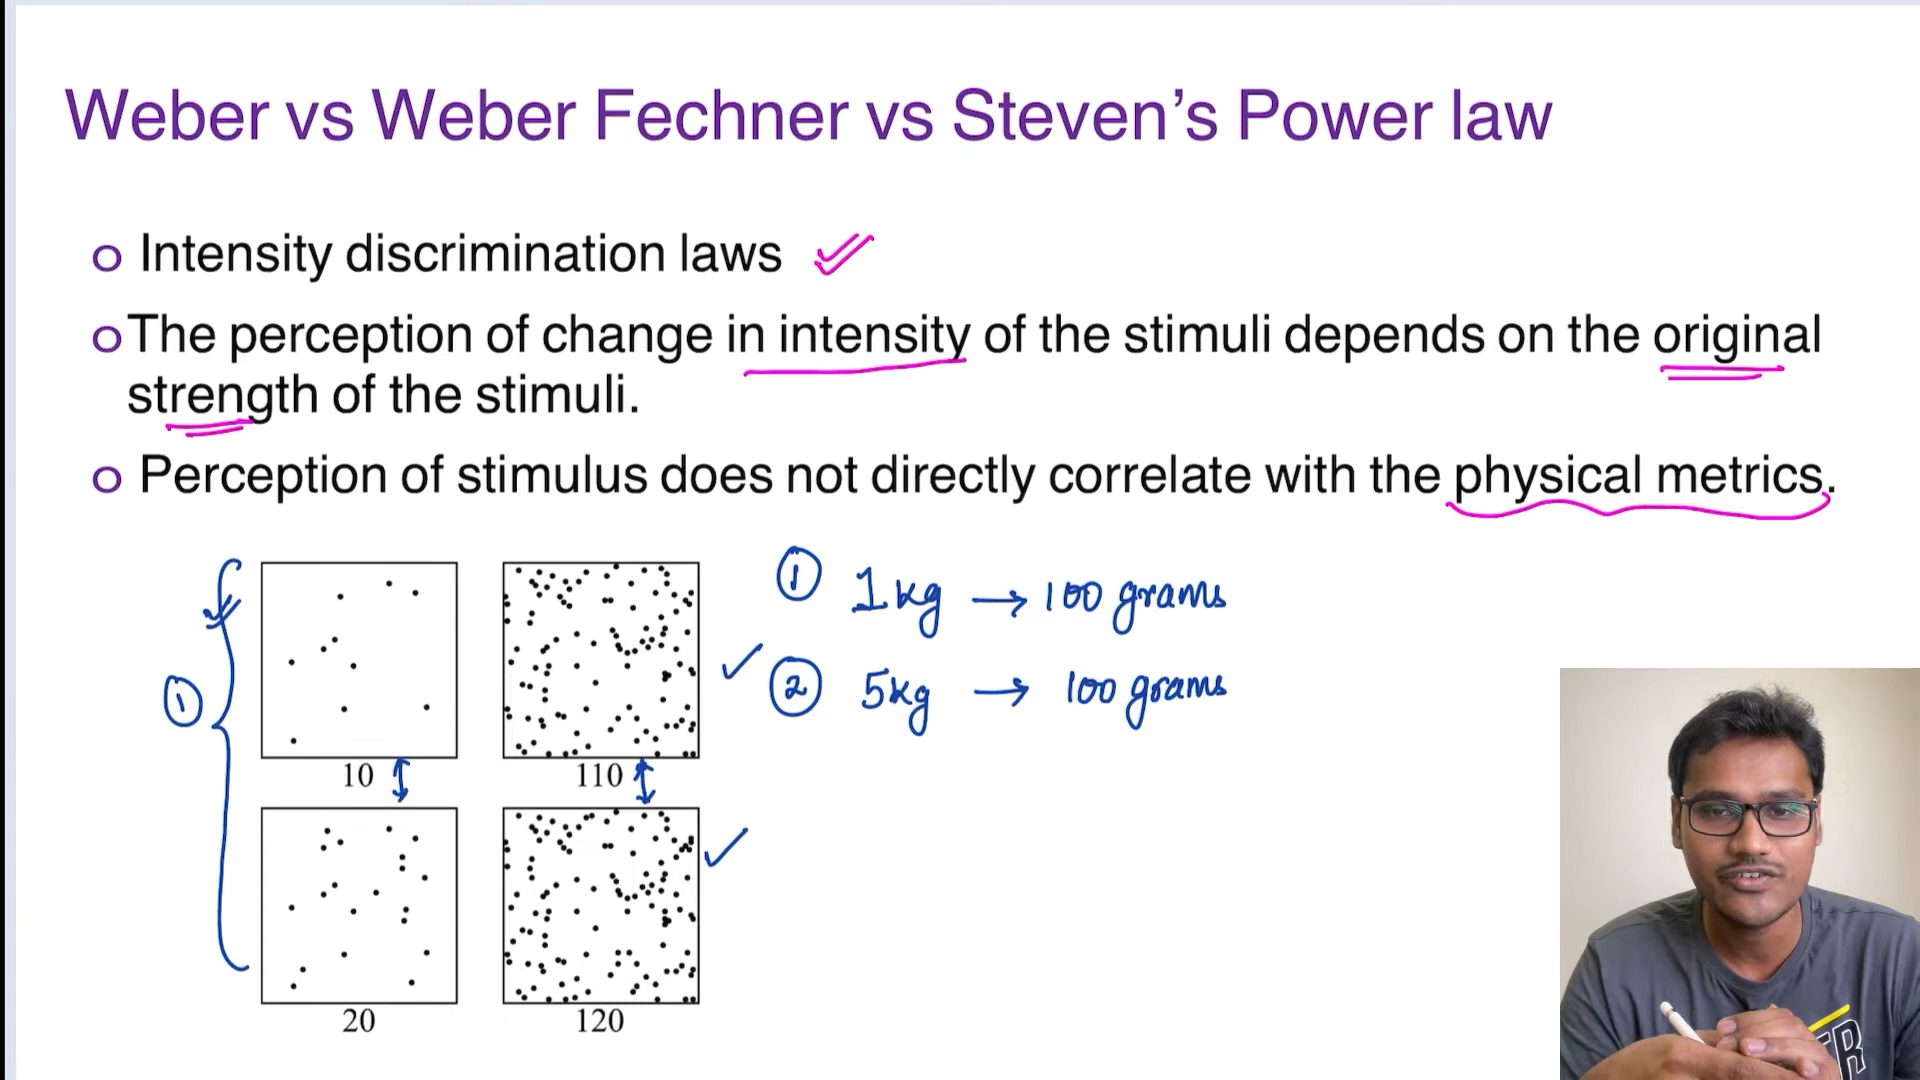 Weber vs Weber Fechner vs Steven's Power law
Intensity discrimination laws
The perception of change in intensity of the stimuli depends on the original
strength of the stimuli.
Perception of stimulus does not directly correlate with the physical metrics.
① 1kg → 100 grams
② 5kg → 100 grams
①
10
110
20
120